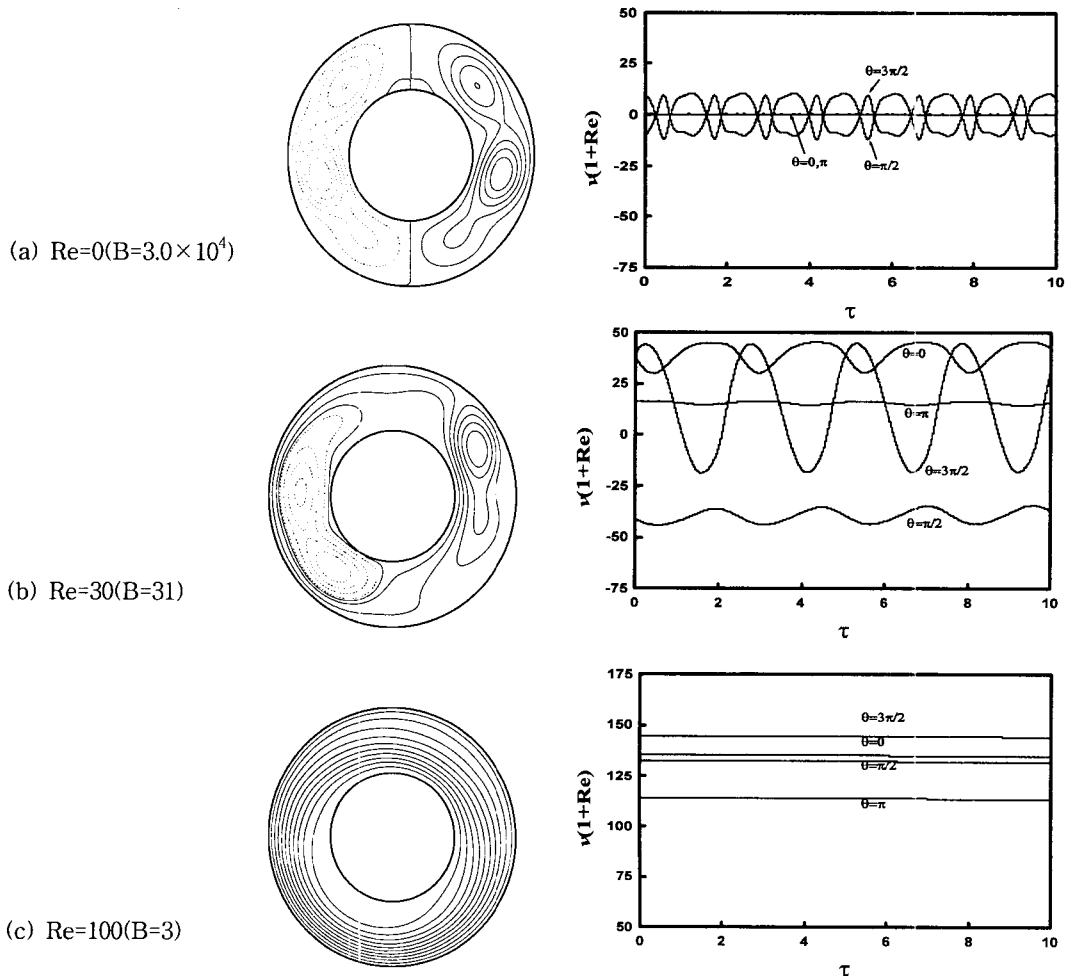 50
25
0
-25
-50
-75
ν(1+Re)
θ=3π/2
θ=0,π
θ=π/2
0 2 4 6 8 10
τ
(a) Re=0(B=3.0×10⁴)
50
25
0
-25
-50
-75
ν(1+Re)
θ=0
θ=π
θ=3π/2
θ=π/2
0 2 4 6 8 10
τ
(b) Re=30(B=31)
175
150
125
100
75
50
ν(1+Re)
θ=3π/2
θ=0
θ=π/2
θ=π
0 2 4 6 8 10
τ
(c) Re=100(B=3)